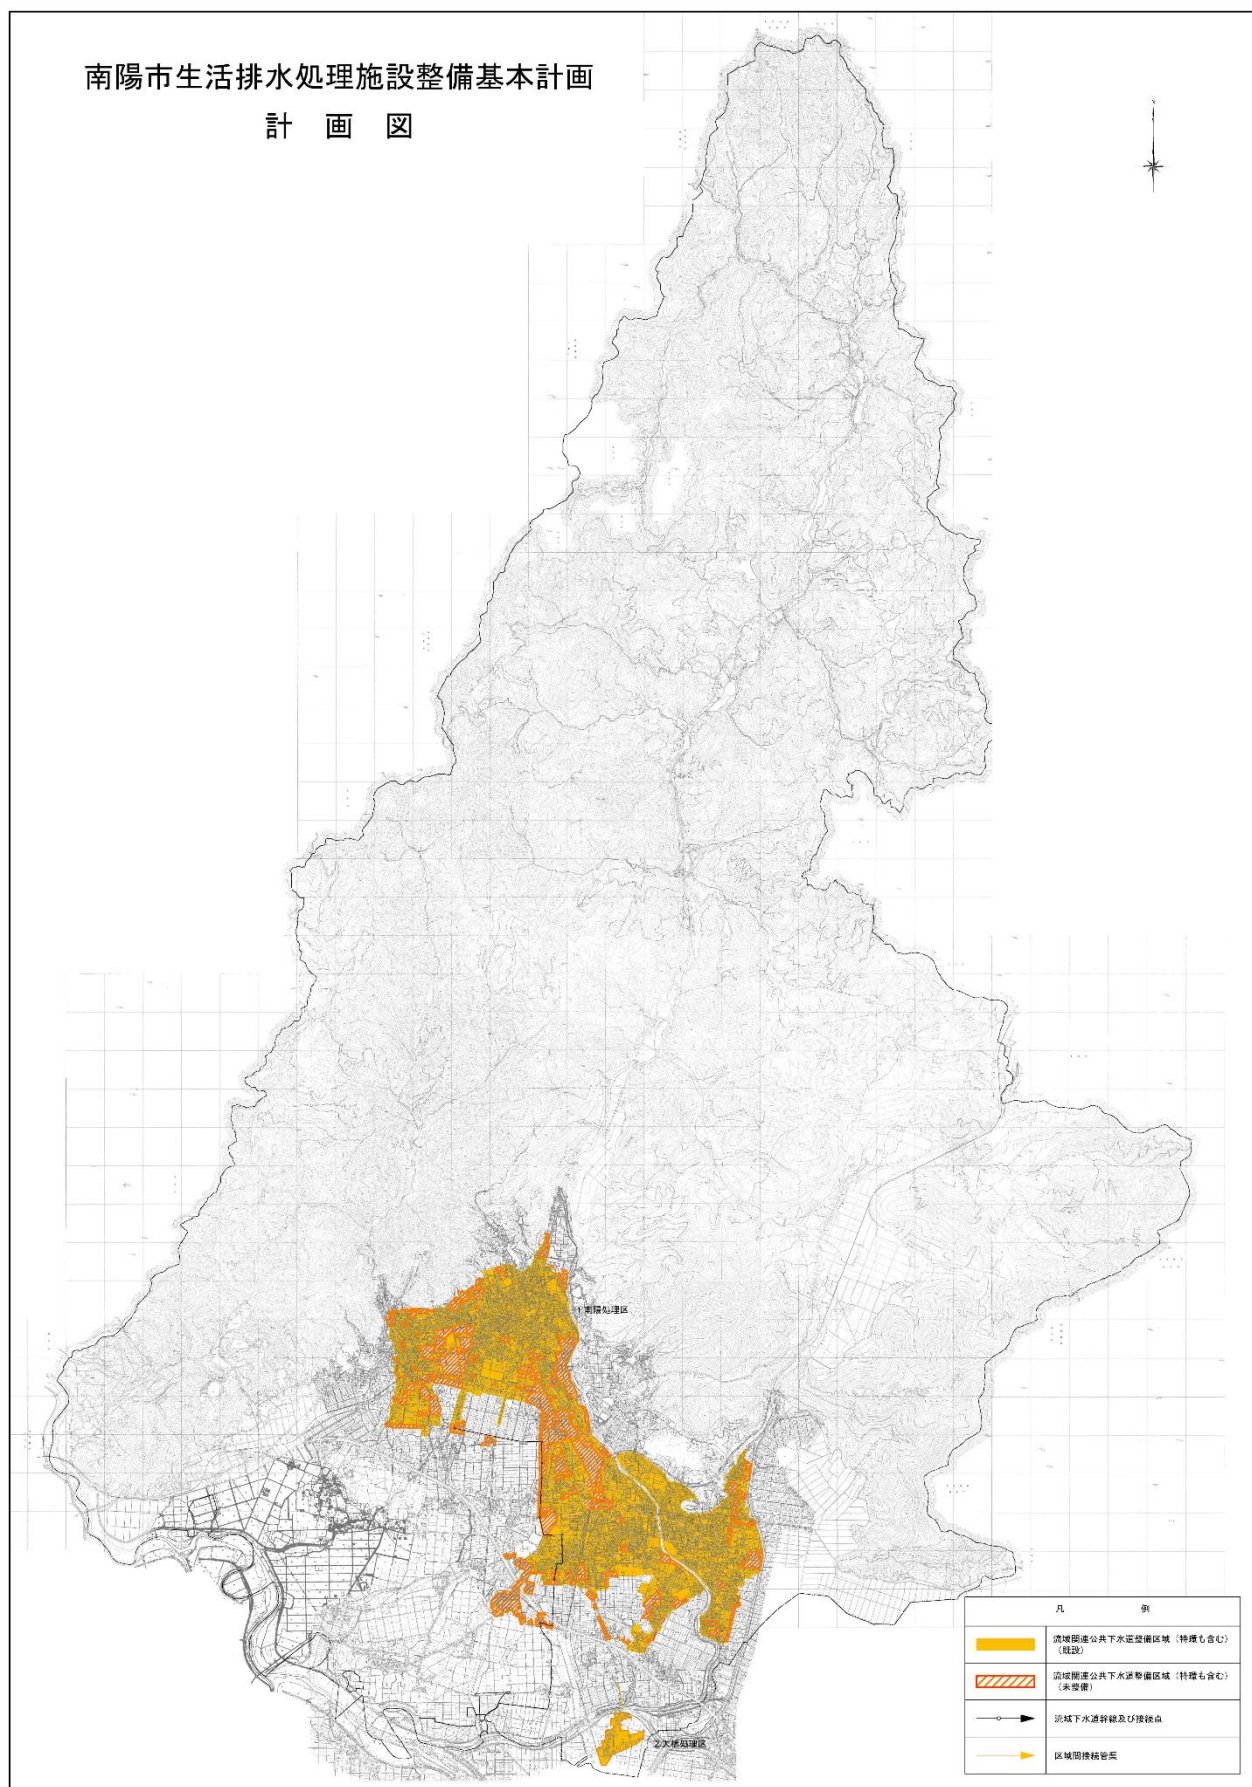 南陽市生活排水処理施設整備基本計画
計 画 図
①南陽処理区
②大橋処理区
凡 例
流域関連公共下水道整備区域（特環も含む）
（既設）
流域関連公共下水道整備区域（特環も含む）
（未整備）
流域下水道幹線及び接続点
区域間接続管渠